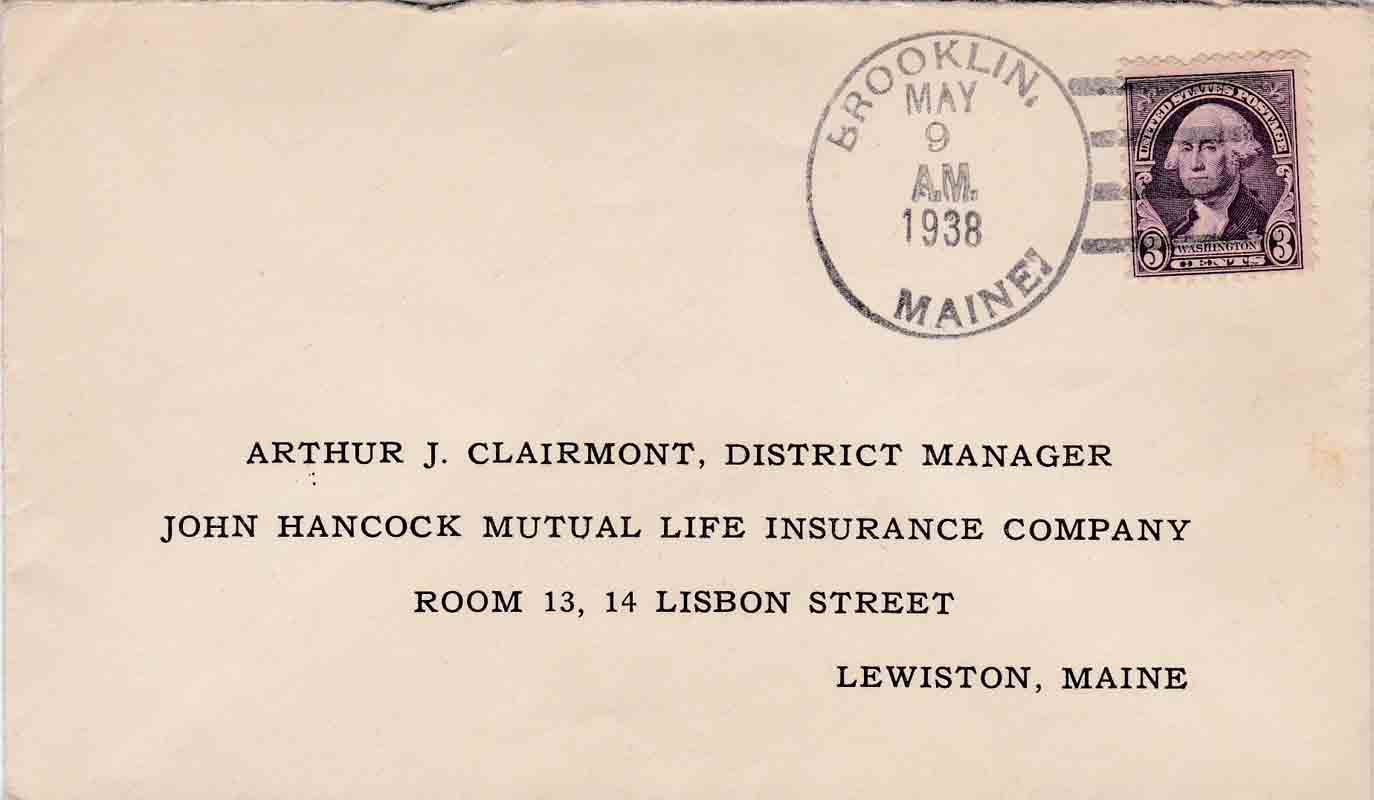 BROOKLIN,
MAY
9
A.M.
1938
MAINE
UNITED STATES POSTAGE
3 WASHINGTON 3
CENTS
ARTHUR J. CLAIRMONT, DISTRICT MANAGER
JOHN HANCOCK MUTUAL LIFE INSURANCE COMPANY
ROOM 13, 14 LISBON STREET
LEWISTON, MAINE